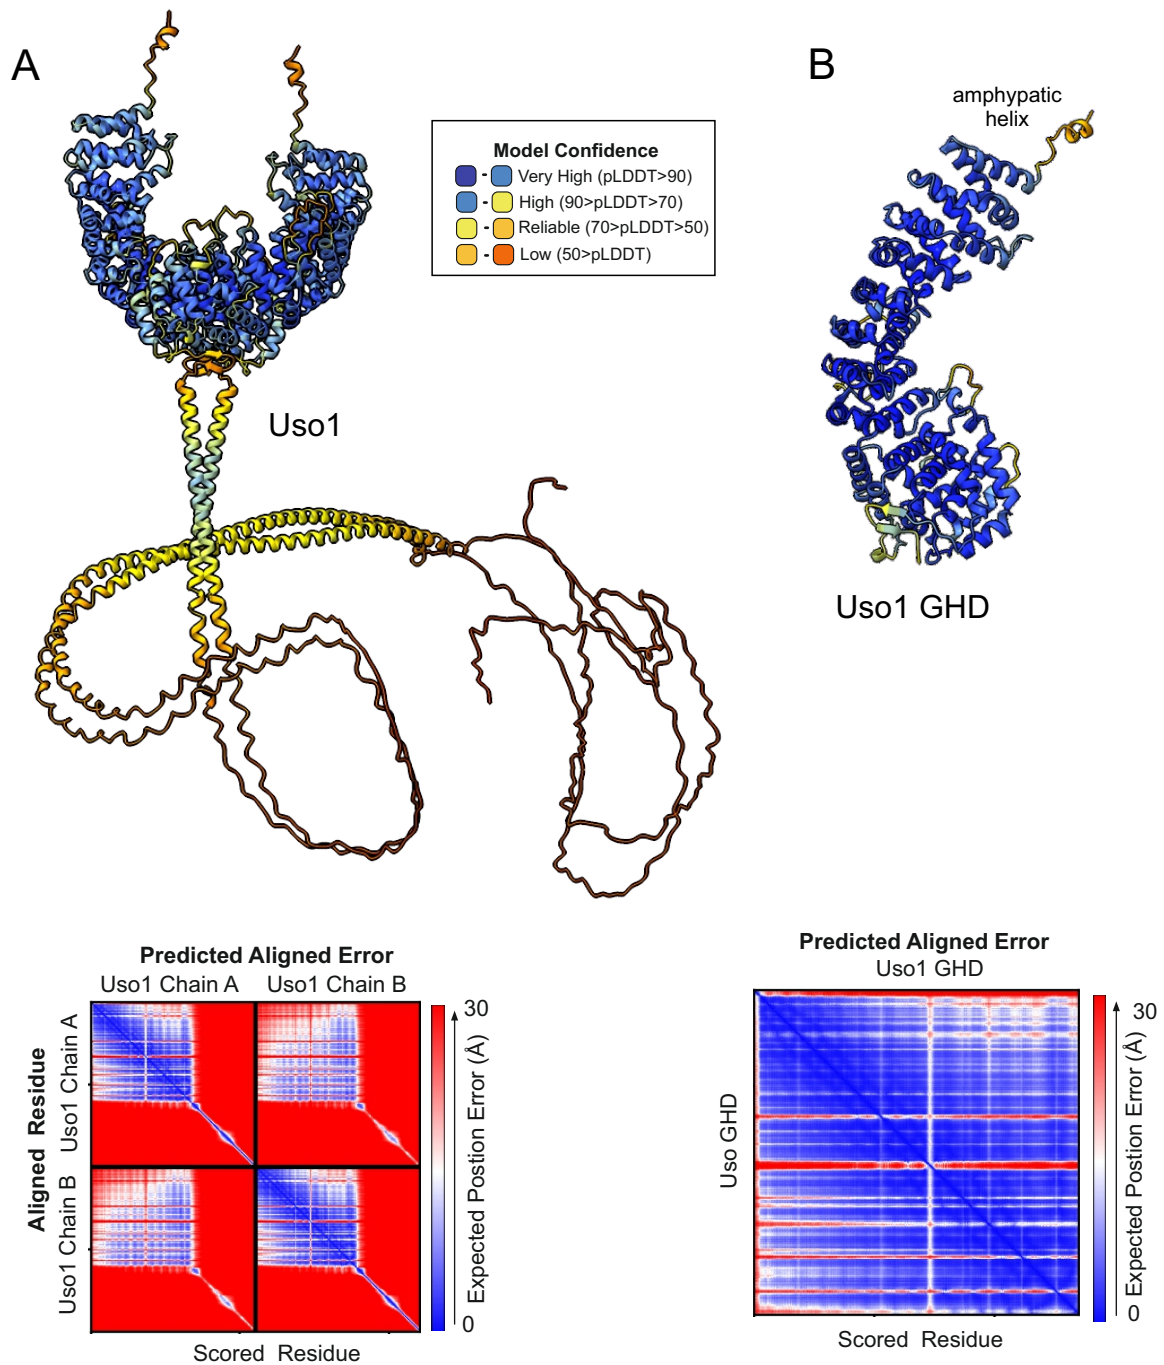 A
B
amphypatic
helix
Model Confidence
- Very High (pLDDT>90)
- High (90>pLDDT>70)
- Reliable (70>pLDDT>50)
- Low (50>pLDDT)
Uso1
Uso1 GHD
Predicted Aligned Error
Uso1 Chain A Uso1 Chain B
Aligned Residue
Uso1 Chain A
Uso1 Chain B
Scored Residue
30
Expected Postion Error (Å)
0
Predicted Aligned Error
Uso1 GHD
Uso GHD
Scored Residue
30
Expected Postion Error (Å)
0